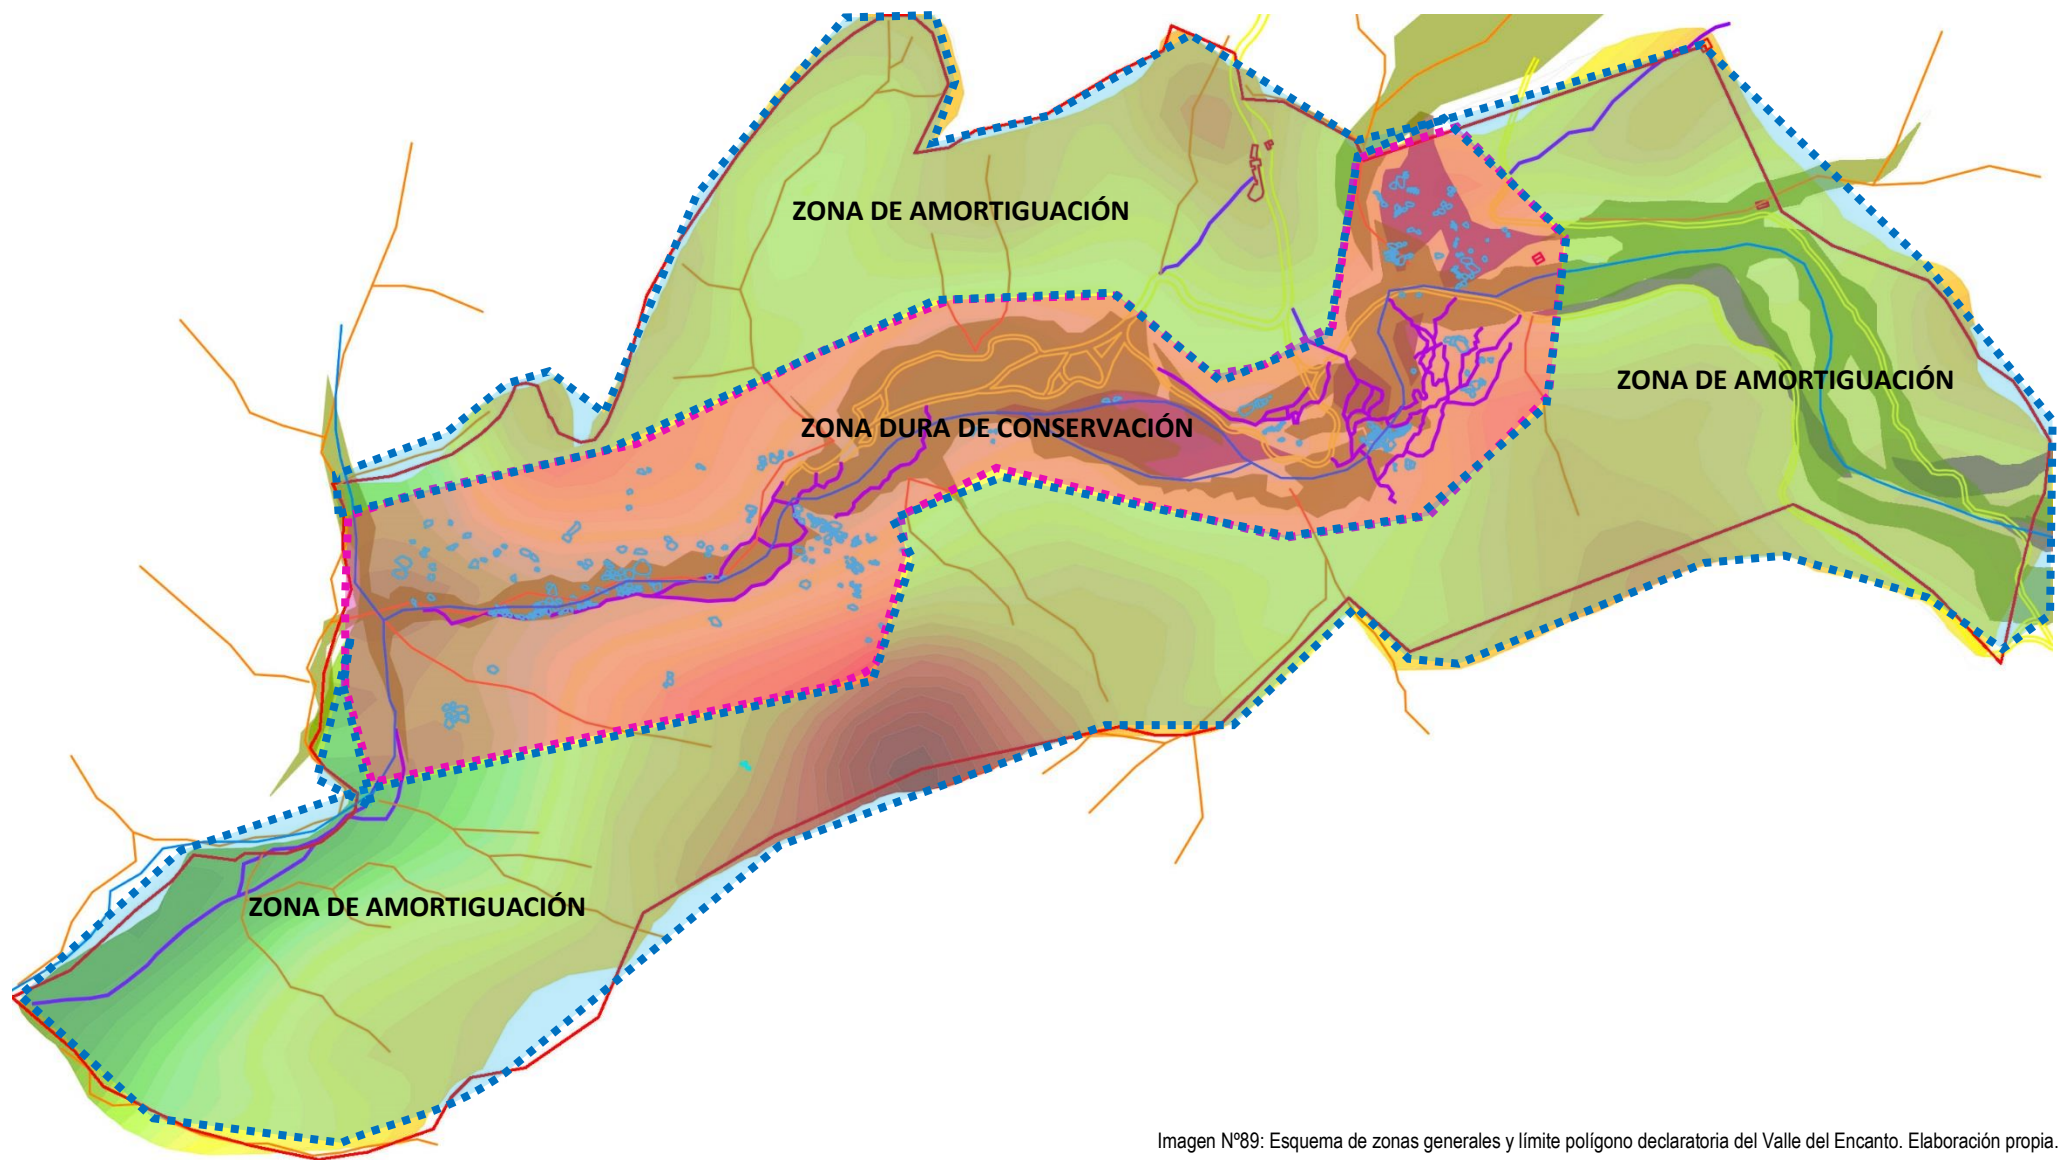 ZONA DE AMORTIGUACIÓN
ZONA DE AMORTIGUACIÓN
ZONA DURA DE CONSERVACIÓN
ZONA DE AMORTIGUACIÓN
Imagen Nº89: Esquema de zonas generales y límite polígono declaratoria del Valle del Encanto. Elaboración propia.